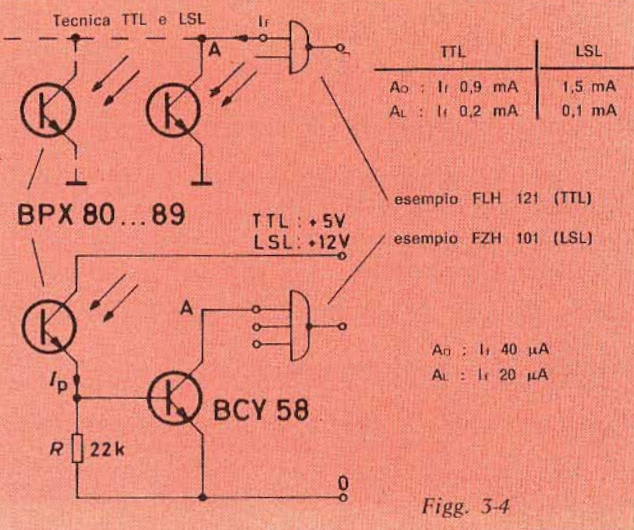 Tecnica TTL e LSL
A
If
TTL LSL
Ao : If 0,9 mA 1,5 mA
AL : If 0,2 mA 0,1 mA
esempio FLH 121 (TTL)
esempio FZH 101 (LSL)
BPX 80...89
TTL : +5V
LSL : +12V
A
Ao : If 40 μA
AL : If 20 μA
Ip
BCY 58
R 22k
0
Figg. 3-4